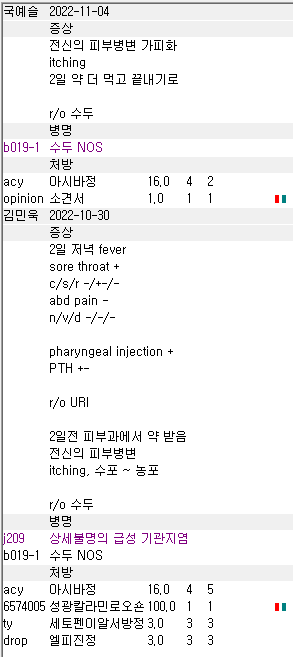 국예슬 2022-11-04
증상
전신의 피부병변 가피화
itching
2일 약 더 먹고 끝내기로
r/o 수두
병명
b019-1 수두 NOS
처방
acy 아시바정 16,0 4 2
opinion 소견서 1,0 1 1
김민욱 2022-10-30
증상
2일 저녁 fever
sore throat +
c/s/r -/+-/-
abd pain -
n/v/d -/-/-
pharyngeal injection +
PTH +-
r/o URI
2일전 피부과에서 약 받음
전신의 피부병변
itching, 수포 ~ 농포
r/o 수두
병명
j209 상세불명의 급성 기관지염
b019-1 수두 NOS
처방
acy 아시바정 16,0 4 5
6574005 성광칼라민로오숀 100,0 1 1
ty 세토펜이알서방정 3,0 3 3
drop 엘피진정 3,0 3 3